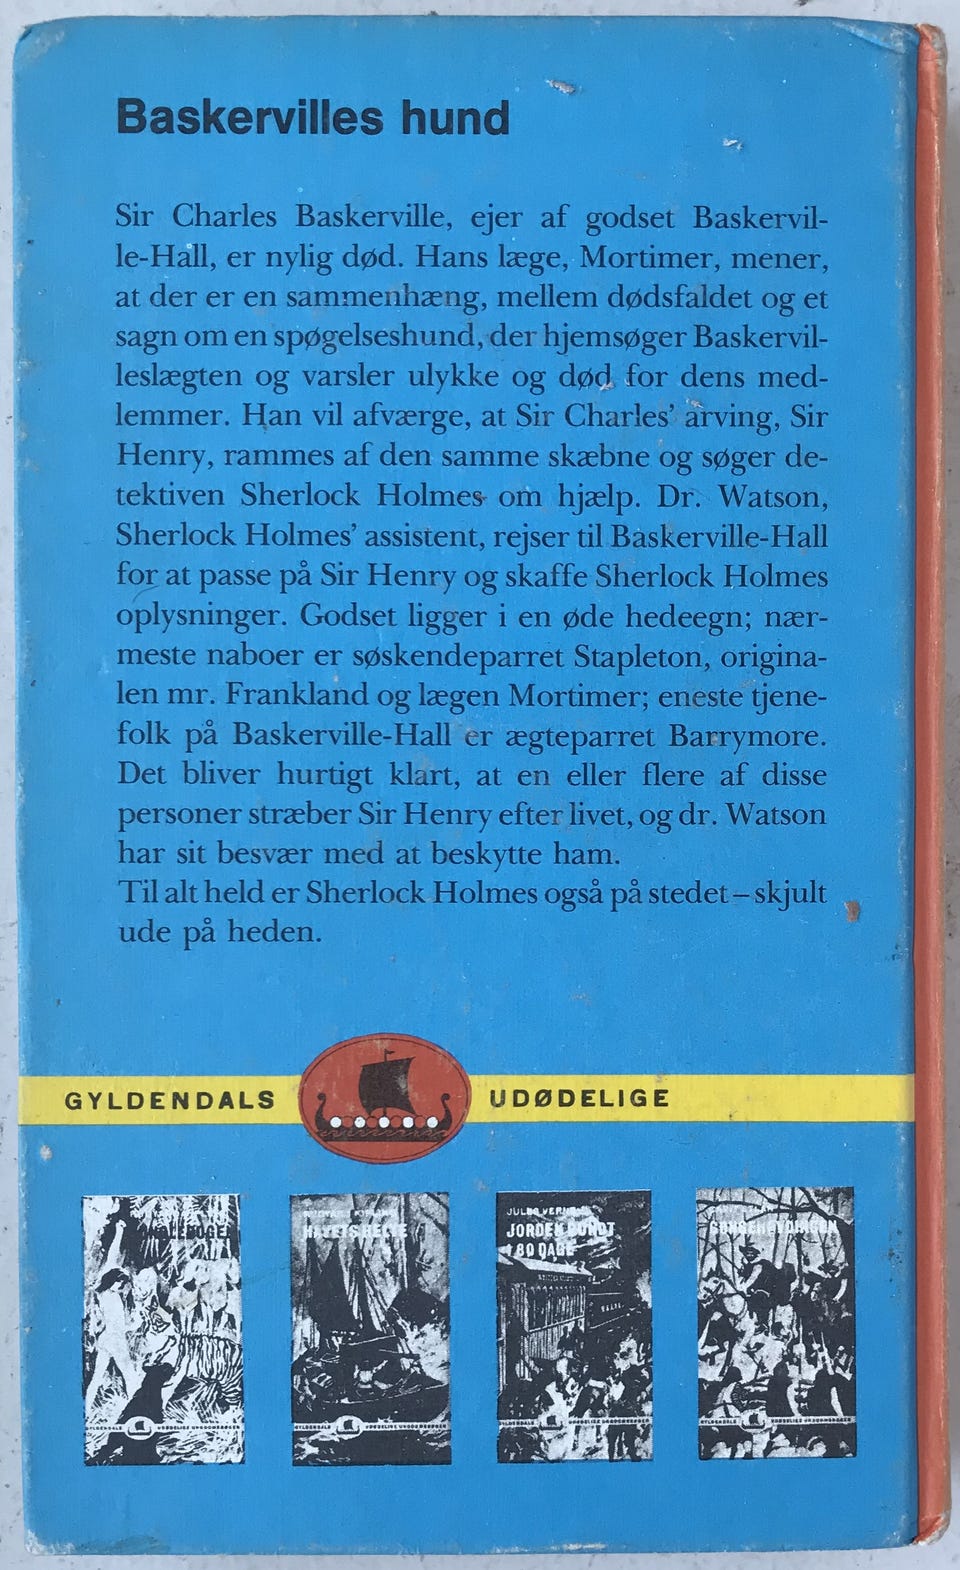 Baskervilles hund
Sir Charles Baskerville, ejer af godset Baskervil-
le-Hall, er nylig død. Hans læge, Mortimer, mener,
at der er en sammenhæng, mellem dødsfaldet og et
sagn om en spøgelseshund, der hjemsøger Baskervil-
leslægten og varsler ulykke og død for dens med-
lemmer. Han vil afværge, at Sir Charles’ arving, Sir
Henry, rammes af den samme skæbne og søger de-
tektiven Sherlock Holmes om hjælp. Dr. Watson,
Sherlock Holmes’ assistent, rejser til Baskerville-Hall
for at passe på Sir Henry og skaffe Sherlock Holmes
oplysninger. Godset ligger i en øde hedeegn; nær-
meste naboer er søskendeparret Stapleton, origina-
len mr. Frankland og lægen Mortimer; eneste tjene-
folk på Baskerville-Hall er ægteparret Barrymore.
Det bliver hurtigt klart, at en eller flere af disse
personer stræber Sir Henry efter livet, og dr. Watson
har sit besvær med at beskytte ham.
Til alt held er Sherlock Holmes også på stedet – skjult
ude på heden.
GYLDENDALS UDØDELIGE
HAVETS HELTE
JULES VERNE
JORDEN RUNDT
I 80 DAGE